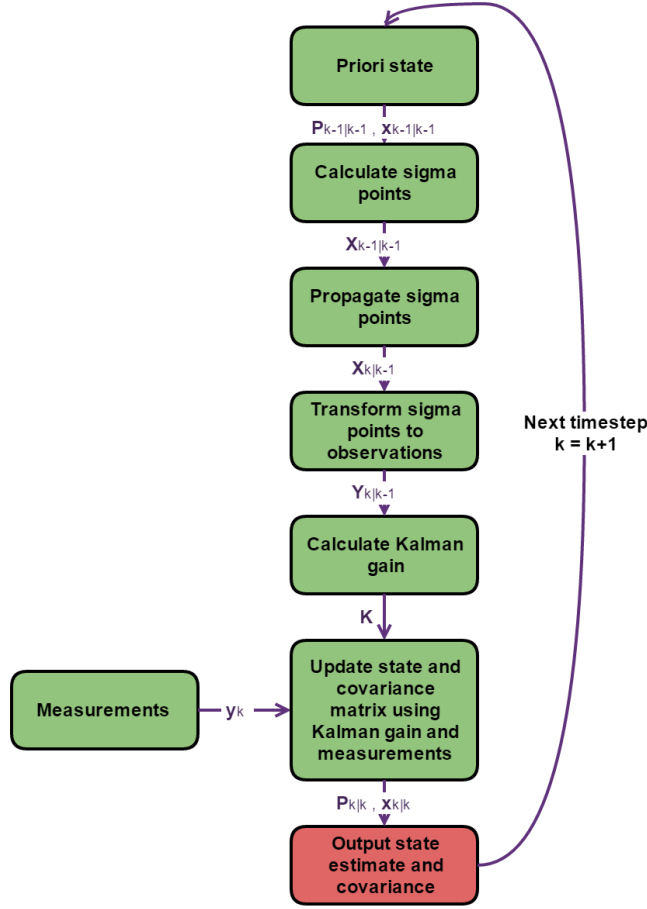 Priori state
Pk-1|k-1 , xk-1|k-1
Calculate sigma
points
Xk-1|k-1
Propagate sigma
points
Xk|k-1
Transform sigma
points to
observations
Next timestep
k = k+1
Yk|k-1
Calculate Kalman
gain
K
Update state and
covariance
matrix using
Kalman gain and
measurements
Measurements
yk
Pk|k , xk|k
Output state
estimate and
covariance